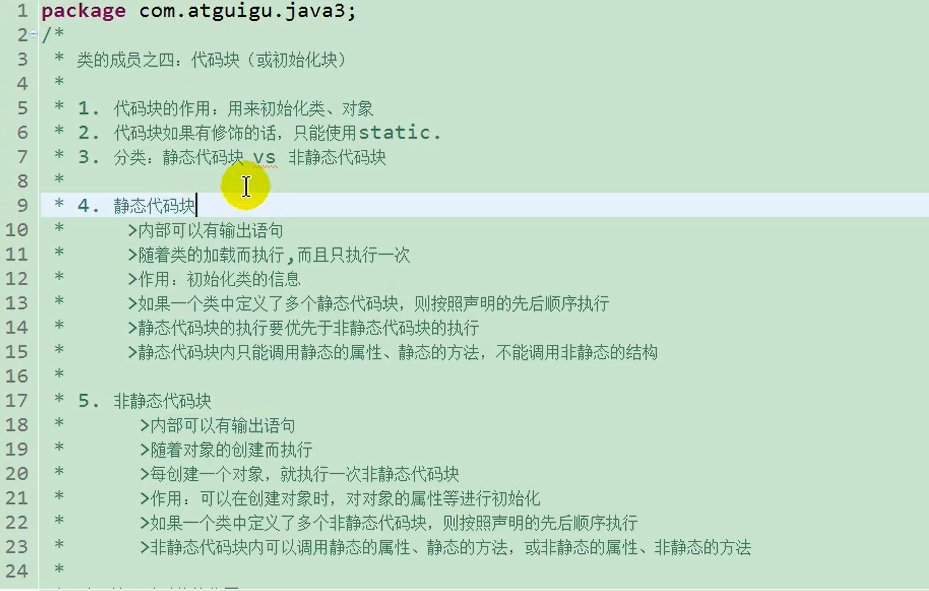 1 package com.atguigu.java3;
2 /*
3 * 类的成员之四：代码块（或初始化块）
4 *
5 * 1. 代码块的作用：用来初始化类、对象
6 * 2. 代码块如果有修饰的话，只能使用static.
7 * 3. 分类：静态代码块 vs 非静态代码块
8 *
9 * 4. 静态代码块
10 * >内部可以有输出语句
11 * >随着类的加载而执行,而且只执行一次
12 * >作用：初始化类的信息
13 * >如果一个类中定义了多个静态代码块，则按照声明的先后顺序执行
14 * >静态代码块的执行要优先于非静态代码块的执行
15 * >静态代码块内只能调用静态的属性、静态的方法，不能调用非静态的结构
16 *
17 * 5. 非静态代码块
18 * >内部可以有输出语句
19 * >随着对象的创建而执行
20 * >每创建一个对象，就执行一次非静态代码块
21 * >作用：可以在创建对象时，对对象的属性等进行初始化
22 * >如果一个类中定义了多个非静态代码块，则按照声明的先后顺序执行
23 * >非静态代码块内可以调用静态的属性、静态的方法，或非静态的属性、非静态的方法
24 *